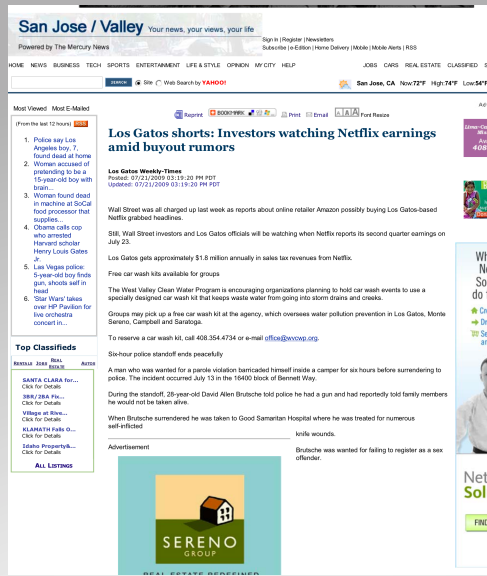 San Jose / Valley Your news, your views, your life
Powered by The Mercury News
Sign In | Register | Newsletters
Subscribe | e-Edition | Home Delivery | Mobile | Mobile Alerts | RSS
HOME NEWS BUSINESS TECH SPORTS ENTERTAINMENT LIFE & STYLE OPINION MY CITY HELP JOBS CARS REAL ESTATE CLASSIFIED S
SEARCH Site Web Search by YAHOO!
San Jose, CA Now:72°F High:74°F Low:54°F
Most Viewed Most E-Mailed
(From the last 12 hours) RSS
1. Police say Los
Angeles boy, 7,
found dead at home
2. Woman accused of
pretending to be a
15-year-old boy with
brain...
3. Woman found dead
in machine at SoCal
food processor that
supplies...
4. Obama calls cop
who arrested
Harvard scholar
Henry Louis Gates
Jr.
5. Las Vegas police:
5-year-old boy finds
gun, shoots self in
head
6. 'Star Wars' takes
over HP Pavilion for
live orchestra
concert in...
Top Classifieds
RENTALS JOBS REAL ESTATE AUTOS
SANTA CLARA for...
Click for Details
3BR/2BA Fix...
Click for Details
Village at Rive...
Click for Details
KLAMATH Falls O...
Click for Details
Idaho Property&...
Click for Details
ALL LISTINGS
Reprint BOOKMARK Print Email A A A Font Resize
Los Gatos shorts: Investors watching Netflix earnings
amid buyout rumors
Los Gatos Weekly-Times
Posted: 07/21/2009 03:19:20 PM PDT
Updated: 07/21/2009 03:19:20 PM PDT
Wall Street was all charged up last week as reports about online retailer Amazon possibly buying Los Gatos-based
Netflix grabbed headlines.
Still, Wall Street investors and Los Gatos officials will be watching when Netflix reports its second quarter earnings on
July 23.
Los Gatos gets approximately $1.8 million annually in sales tax revenues from Netflix.
Free car wash kits available for groups
The West Valley Clean Water Program is encouraging organizations planning to hold car wash events to use a
specially designed car wash kit that keeps waste water from going into storm drains and creeks.
Groups may pick up a free car wash kit at the agency, which oversees water pollution prevention in Los Gatos, Monte
Sereno, Campbell and Saratoga.
To reserve a car wash kit, call 408.354.4734 or e-mail office@wvcwp.org.
Six-hour police standoff ends peacefully
A man who was wanted for a parole violation barricaded himself inside a camper for six hours before surrendering to
police. The incident occurred July 13 in the 16400 block of Bennett Way.
During the standoff, 28-year-old David Allen Brutsche told police he had a gun and had reportedly told family members
he would not be taken alive.
When Brutsche surrendered he was taken to Good Samaritan Hospital where he was treated for numerous
self-inflicted
knife wounds.
Brutsche was wanted for failing to register as a sex
offender.
Advertisement
SERENO
GROUP
REAL ESTATE REDEFINED
Ad
408
Wh
Ne
So
do
Cr
Dr
Se
ar
Net
Sol
FIND